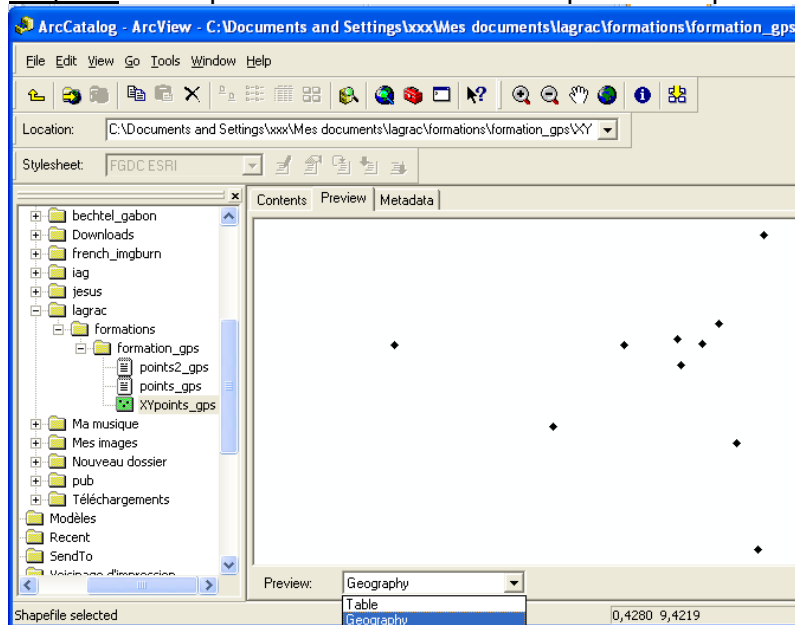 ArcCatalog - ArcView - C:\Documents and Settings\xxx\Mes documents\lagrac\formations\formation_gps
File Edit View Go Tools Window Help
Location: C:\Documents and Settings\xxx\Mes documents\lagrac\formations\formation_gps\XY
Stylesheet: FGDC ESRI
Contents Preview Metadata
bechtel_gabon
Downloads
french_imgburn
iag
jesus
lagrac
formations
formation_gps
points2_gps
points_gps
XYpoints_gps
Ma musique
Mes images
Nouveau dossier
pub
Téléchargements
Modèles
Recent
SendTo
Voisinage d'impression
Preview: Geography
Table
Geography
Shapefile selected
0,4280 9,4219